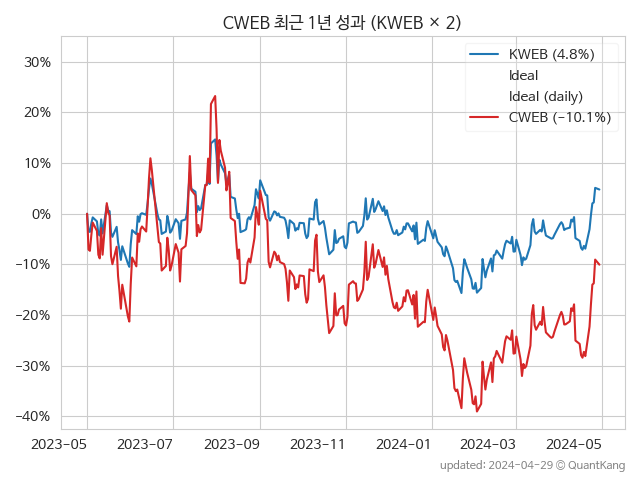 CWEB 최근 1년 성과 (KWEB × 2)
KWEB (4.8%)
Ideal
Ideal (daily)
CWEB (−10.1%)
30%
20%
10%
0%
−10%
−20%
−30%
−40%
2023−05 2023−07 2023−09 2023−11 2024−01 2024−03 2024−05
updated: 2024-04-29 © QuantKang